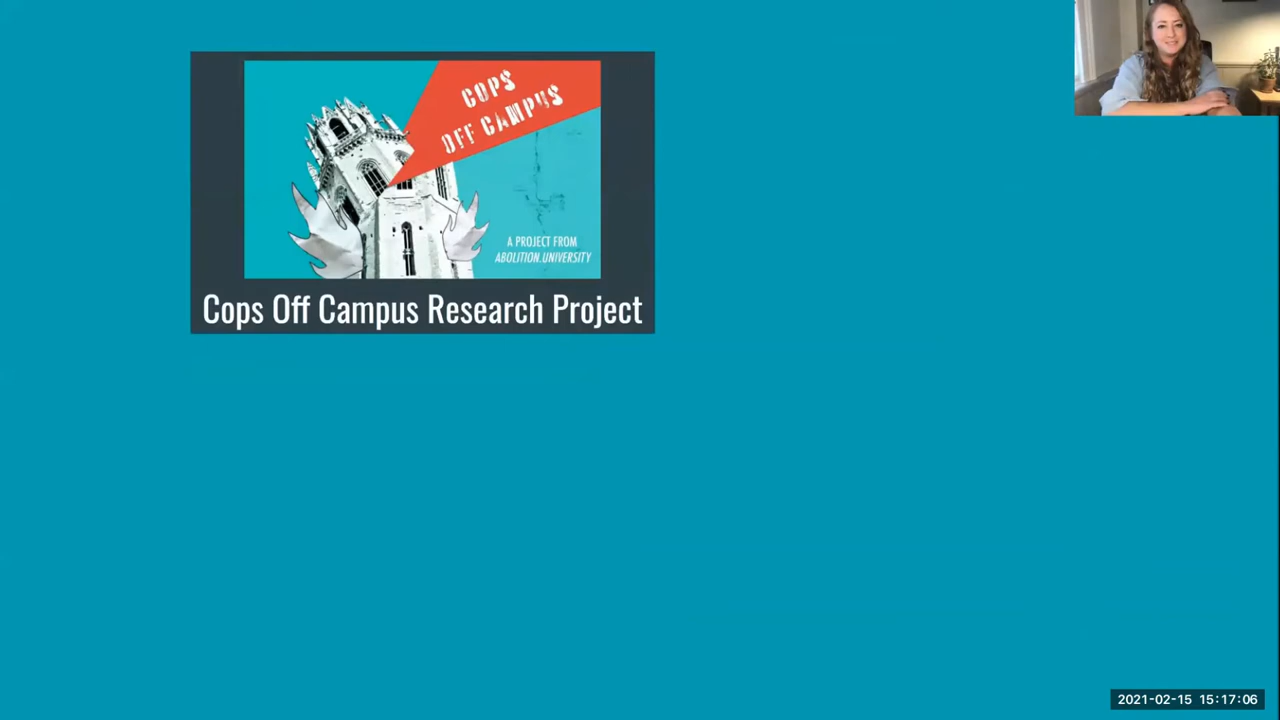 COPS
OFF CAMPUS
A PROJECT FROM
ABOLITION.UNIVERSITY
Cops Off Campus Research Project
2021-02-15 15:17:06